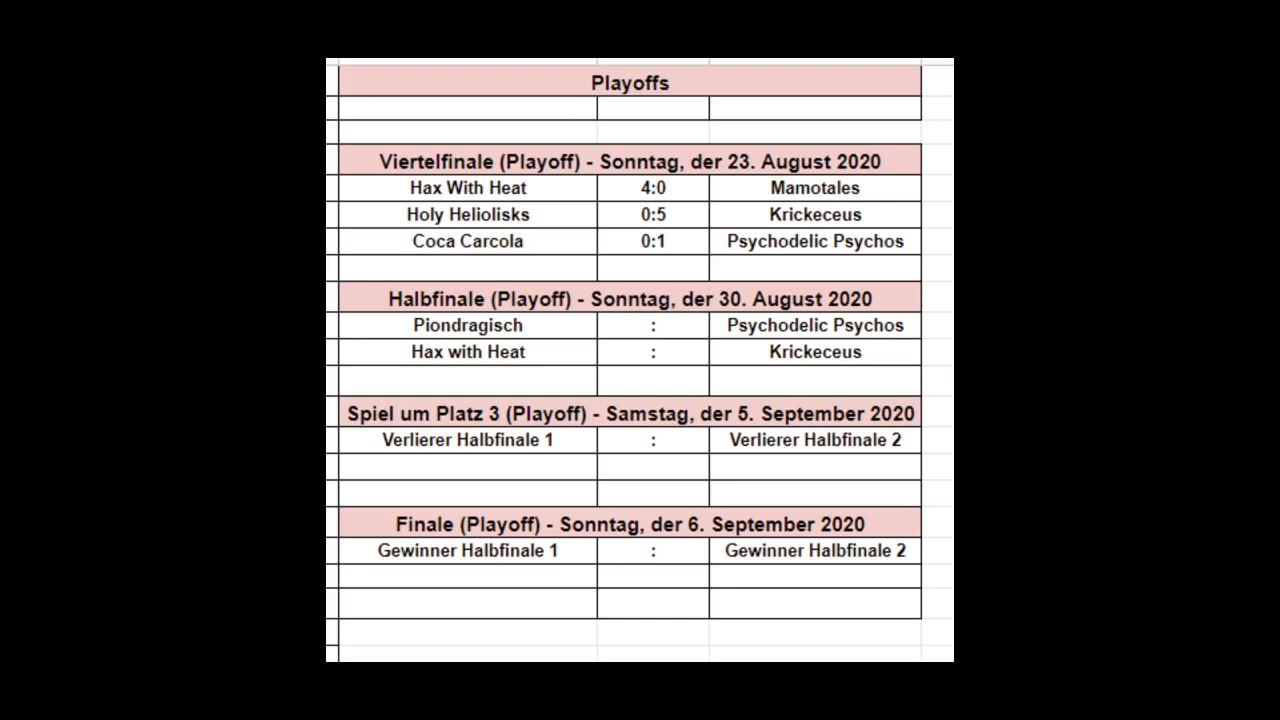 Playoffs
Viertelfinale (Playoff) - Sonntag, der 23. August 2020
Hax With Heat 4:0 Mamotales
Holy Heliolisks 0:5 Krickeceus
Coca Carcola 0:1 Psychodelic Psychos
Halbfinale (Playoff) - Sonntag, der 30. August 2020
Piondragisch : Psychodelic Psychos
Hax with Heat : Krickeceus
Spiel um Platz 3 (Playoff) - Samstag, der 5. September 2020
Verlierer Halbfinale 1 : Verlierer Halbfinale 2
Finale (Playoff) - Sonntag, der 6. September 2020
Gewinner Halbfinale 1 : Gewinner Halbfinale 2